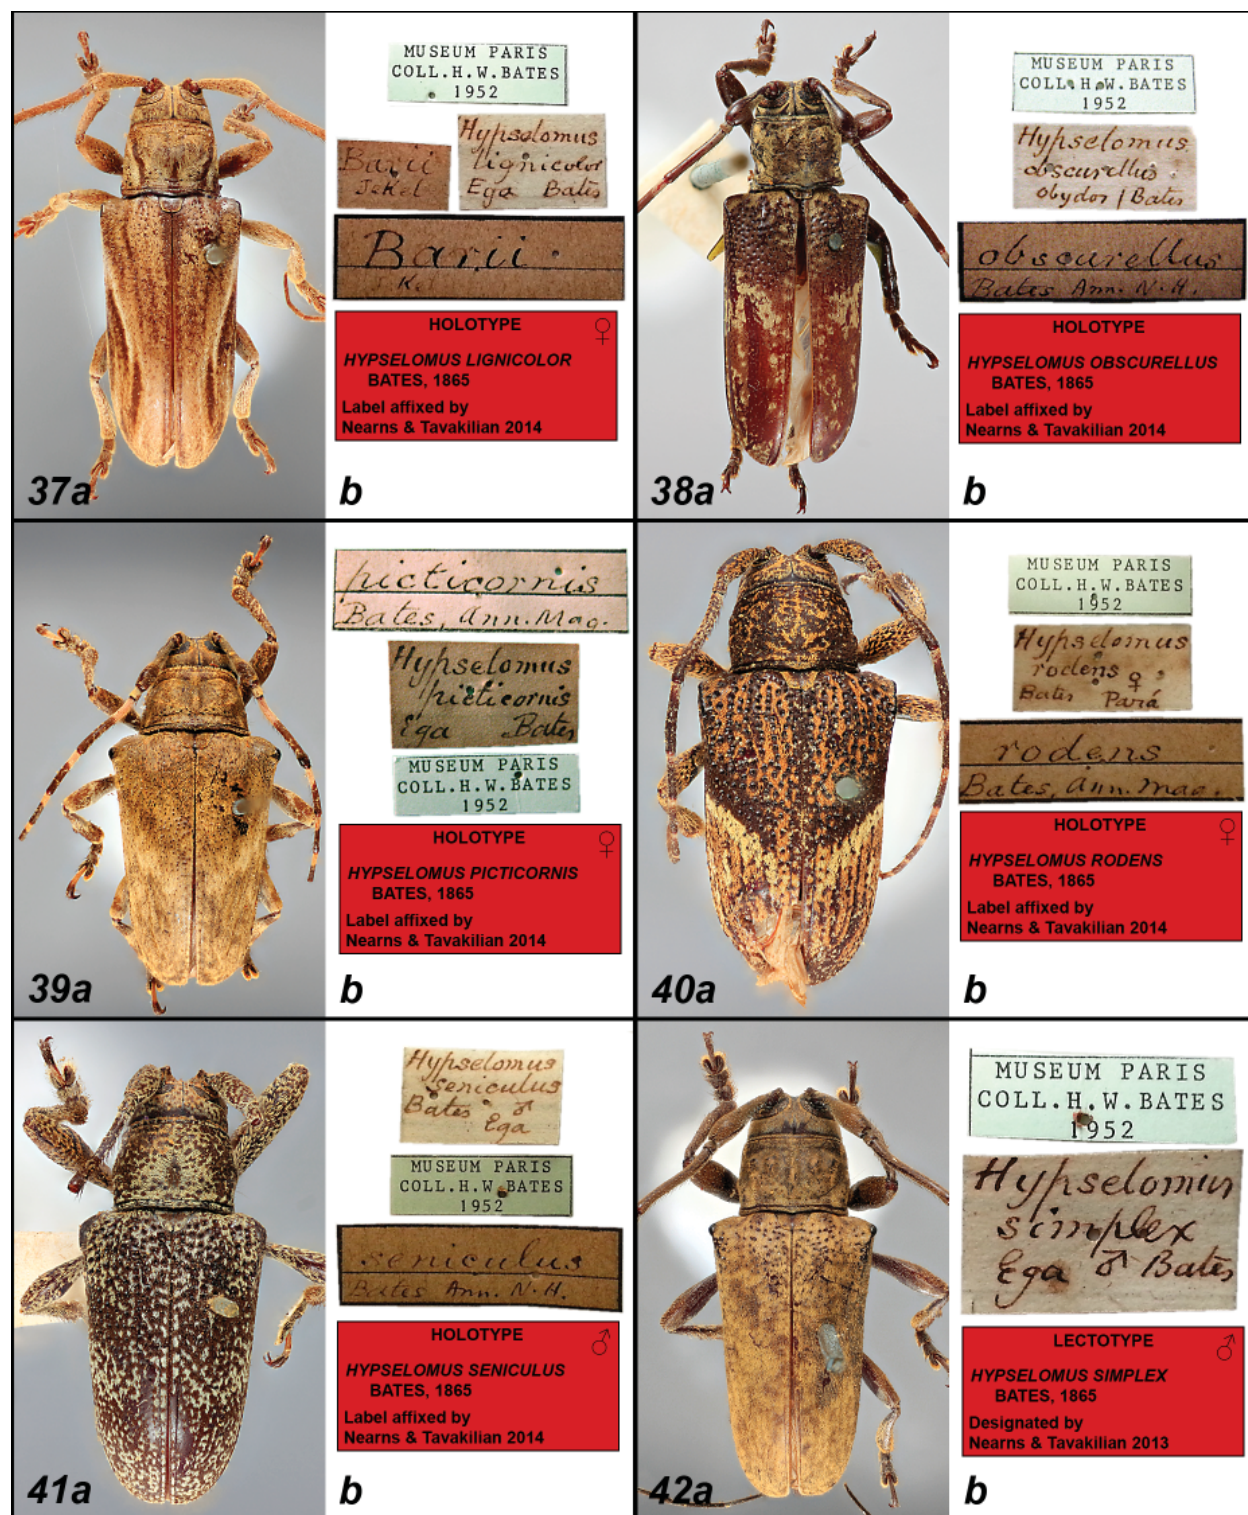 MUSEUM PARIS
COLL.H.W.BATES
1952
Barii
Jekel
Hypselomus
lignicolor
Ega Bates
Barii
J.Kel
HOLOTYPE ♀
HYPSELOMUS LIGNICOLOR
BATES, 1865
Label affixed by
Nearns & Tavakilian 2014
37a
b
MUSEUM PARIS
COLL.H.W.BATES
1952
Hypselomus
obscurellus
obydos / Bates
obscurellus
Bates Ann. N.H.
HOLOTYPE
HYPSELOMUS OBSCURELLUS
BATES, 1865
Label affixed by
Nearns & Tavakilian 2014
38a
b
picticornis
Bates, Ann. Mag.
Hypselomus
picticornis
Ega Bates
MUSEUM PARIS
COLL.H.W.BATES
1952
HOLOTYPE ♀
HYPSELOMUS PICTICORNIS
BATES, 1865
Label affixed by
Nearns & Tavakilian 2014
39a
b
MUSEUM PARIS
COLL.H.W.BATES
1952
Hypselomus
rodens ♀
Bates Pará
rodens
Bates, Ann. Mag.
HOLOTYPE ♀
HYPSELOMUS RODENS
BATES, 1865
Label affixed by
Nearns & Tavakilian 2014
40a
b
Hypselomus
seniculus
Bates ♂
Ega
MUSEUM PARIS
COLL.H.W.BATES
1952
seniculus
Bates Ann. N.H.
HOLOTYPE ♂
HYPSELOMUS SENICULUS
BATES, 1865
Label affixed by
Nearns & Tavakilian 2014
41a
b
MUSEUM PARIS
COLL.H.W.BATES
1952
Hypselomus
simplex
Ega ♂ Bates
LECTOTYPE ♂
HYPSELOMUS SIMPLEX
BATES, 1865
Designated by
Nearns & Tavakilian 2013
42a
b